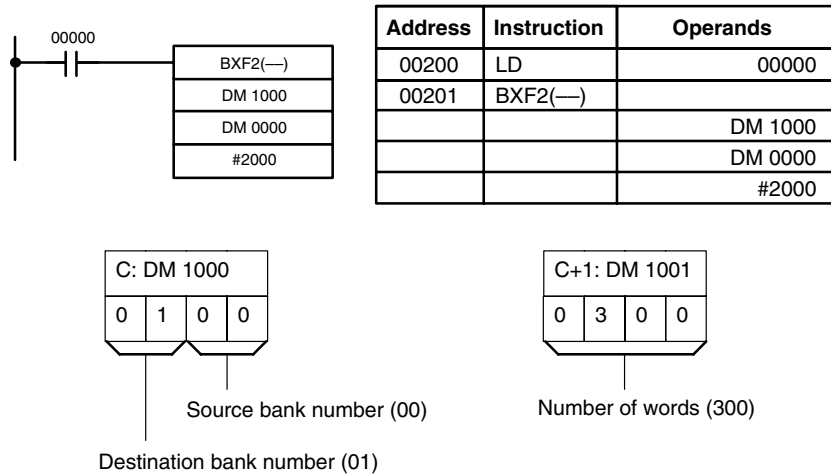 00000
BXF2(––)
DM 1000
DM 0000
#2000
Address Instruction Operands
00200 LD 00000
00201 BXF2(––)
DM 1000
DM 0000
#2000
C: DM 1000
0 1 0 0
C+1: DM 1001
0 3 0 0
Source bank number (00)
Number of words (300)
Destination bank number (01)